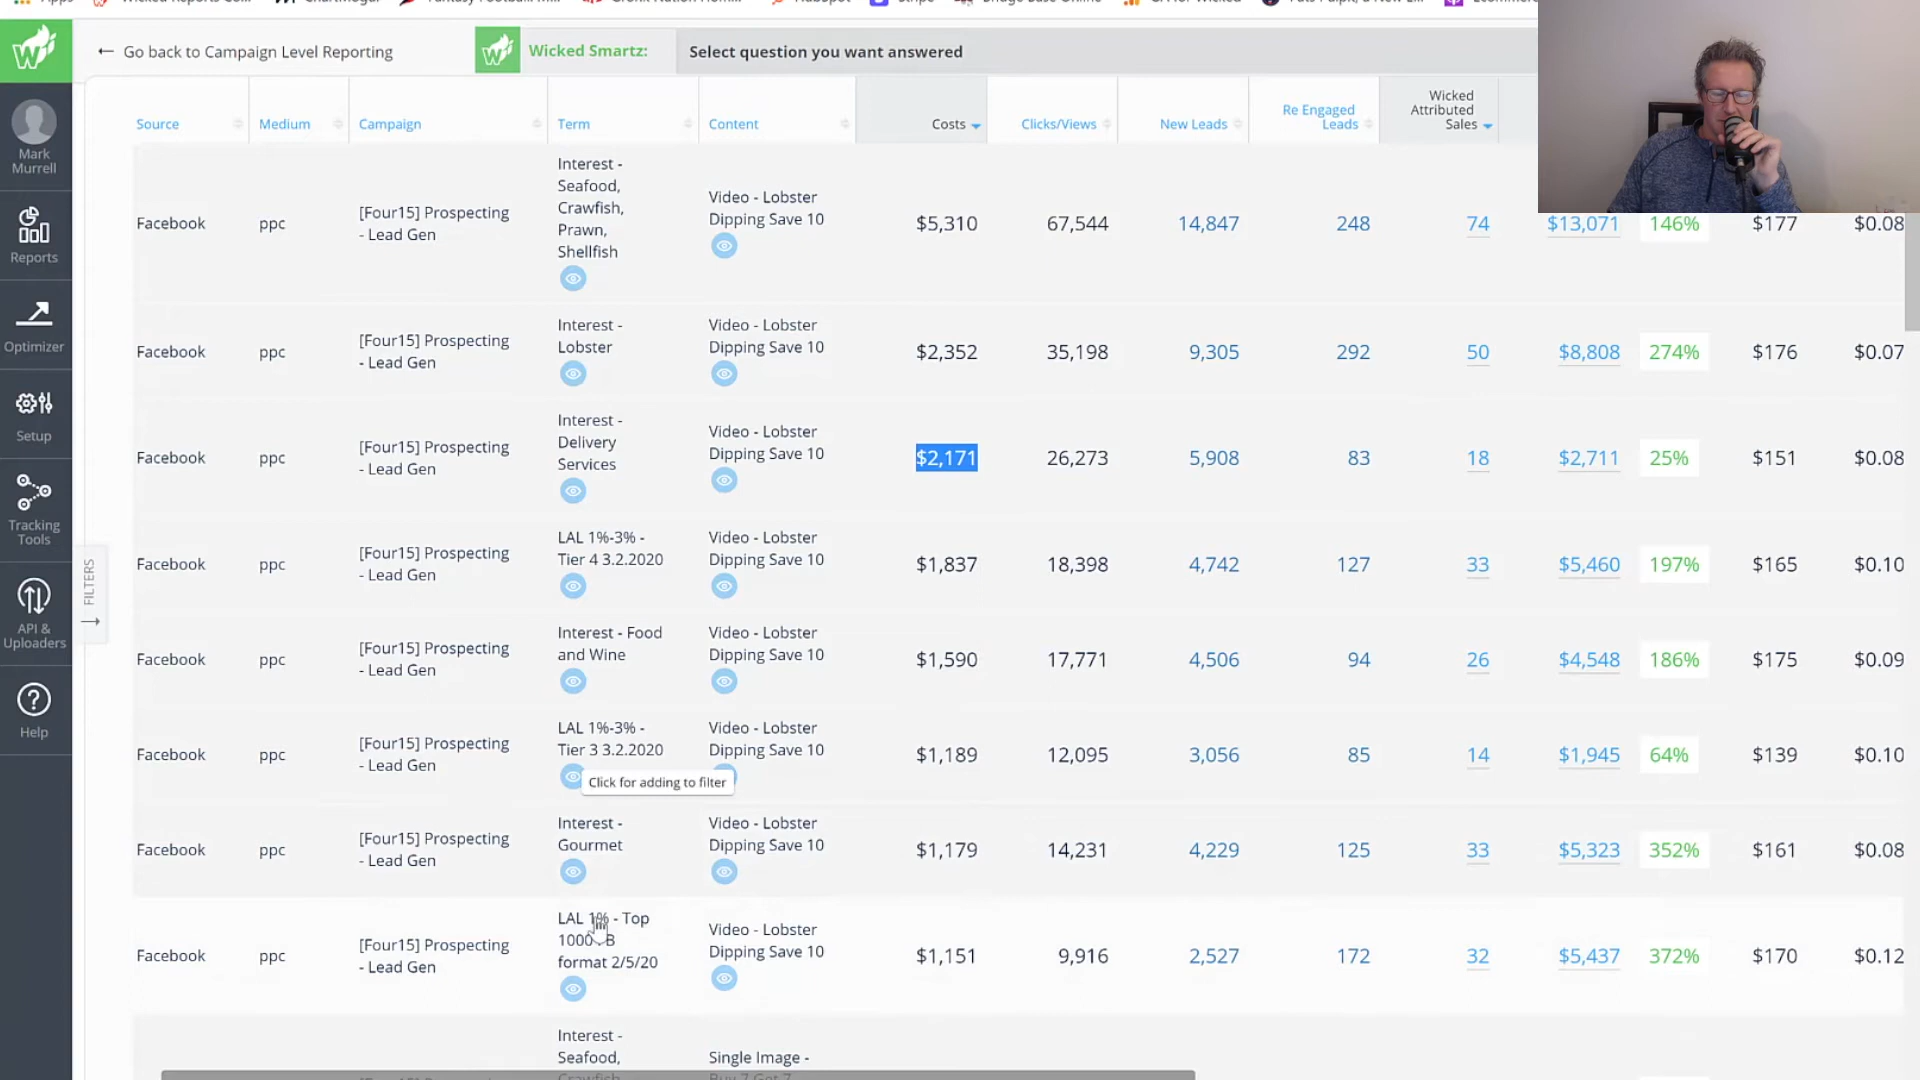 Apps
HubSpot
Stripe
Bridge Base Online
← Go back to Campaign Level Reporting
Wicked Smartz:
Select question you want answered
Mark
Murrell
Reports
Optimizer
Setup
Tracking
Tools
API &
Uploaders
Help
FILTERS
Source
Medium
Campaign
Term
Content
Costs
Clicks/Views
New Leads
Re Engaged
Leads
Wicked
Attributed
Sales
Facebook
ppc
[Four15] Prospecting
- Lead Gen
Interest -
Seafood,
Crawfish,
Prawn,
Shellfish
Video - Lobster
Dipping Save 10
$5,310
67,544
14,847
248
74
$13,071
146%
$177
$0.08
Facebook
ppc
[Four15] Prospecting
- Lead Gen
Interest -
Lobster
Video - Lobster
Dipping Save 10
$2,352
35,198
9,305
292
50
$8,808
274%
$176
$0.07
Facebook
ppc
[Four15] Prospecting
- Lead Gen
Interest -
Delivery
Services
Video - Lobster
Dipping Save 10
$2,171
26,273
5,908
83
18
$2,711
25%
$151
$0.08
Facebook
ppc
[Four15] Prospecting
- Lead Gen
LAL 1%-3% -
Tier 4 3.2.2020
Video - Lobster
Dipping Save 10
$1,837
18,398
4,742
127
33
$5,460
197%
$165
$0.10
Facebook
ppc
[Four15] Prospecting
- Lead Gen
Interest - Food
and Wine
Video - Lobster
Dipping Save 10
$1,590
17,771
4,506
94
26
$4,548
186%
$175
$0.09
Facebook
ppc
[Four15] Prospecting
- Lead Gen
LAL 1%-3% -
Tier 3 3.2.2020
Click for adding to filter
Video - Lobster
Dipping Save 10
$1,189
12,095
3,056
85
14
$1,945
64%
$139
$0.10
Facebook
ppc
[Four15] Prospecting
- Lead Gen
Interest -
Gourmet
Video - Lobster
Dipping Save 10
$1,179
14,231
4,229
125
33
$5,323
352%
$161
$0.08
Facebook
ppc
[Four15] Prospecting
- Lead Gen
LAL 1% - Top
1000 B
format 2/5/20
Video - Lobster
Dipping Save 10
$1,151
9,916
2,527
172
32
$5,437
372%
$170
$0.12
Interest -
Seafood,
Single Image -